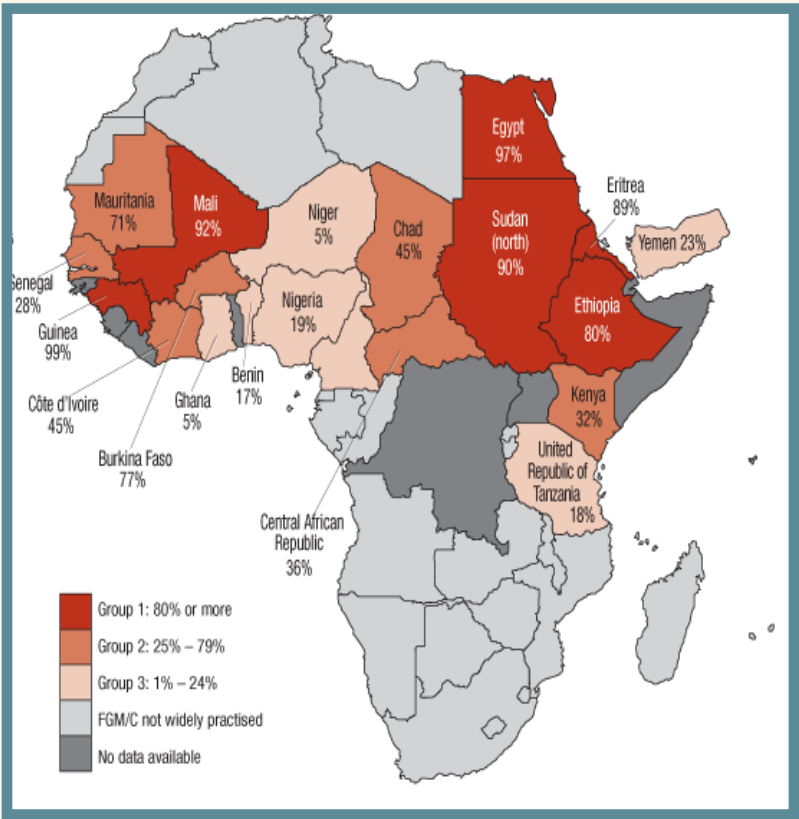 Egypt
97%
Eritrea
89%
Mauritania
71%
Mali
92%
Niger
5%
Chad
45%
Sudan
(north)
90%
Yemen 23%
Senegal
28%
Nigeria
19%
Ethiopia
80%
Guinea
99%
Benin
17%
Ghana
5%
Côte d'Ivoire
45%
Kenya
32%
Burkina Faso
77%
United
Republic of
Tanzania
18%
Central African
Republic
36%
Group 1: 80% or more
Group 2: 25% – 79%
Group 3: 1% – 24%
FGM/C not widely practised
No data available